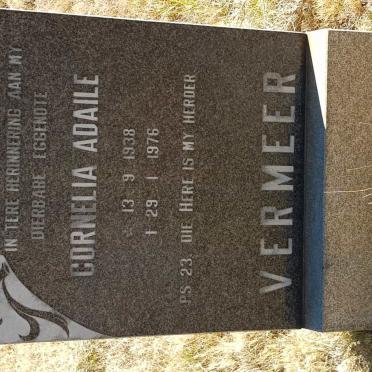 IN TERE HERINNERING AAN MY
DIERBARE EGGENOTE
CORNELIA ADAILE
☆ 13 9 1938
† 29 1 1976
PS 23 DIE HERE IS MY HERDER
VERMEER